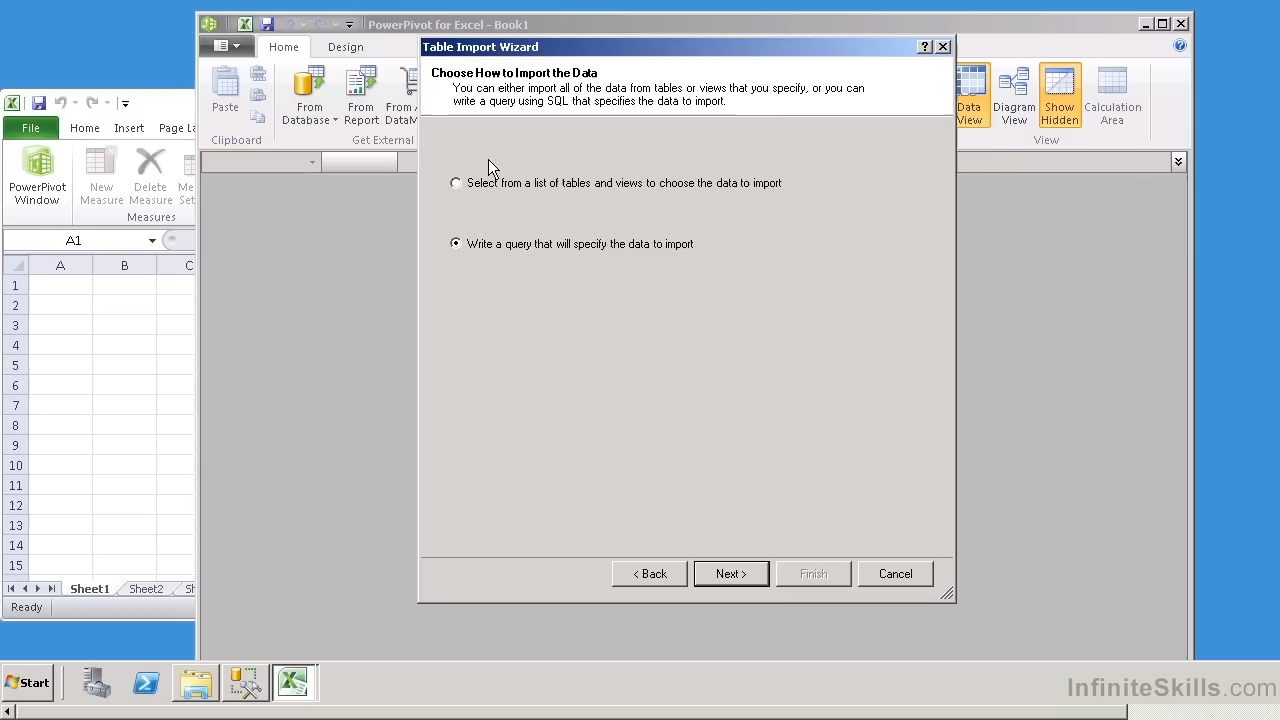 PowerPivot for Excel - Book1
Home
Design
Table Import Wizard
Choose How to Import the Data
You can either import all of the data from tables or views that you specify, or you can
write a query using SQL that specifies the data to import.
Paste
From
Database
From
Report
From
DataM
Data
View
Diagram
View
Show
Hidden
Calculation
Area
Clipboard
Get External
View
File
Home
Insert
Page La
PowerPivot
Window
New
Measure
Delete
Measure
Measures
A1
A
B
C
1
2
3
4
5
6
7
8
9
10
11
12
13
14
15
Select from a list of tables and views to choose the data to import
Write a query that will specify the data to import
< Back
Next >
Finish
Cancel
Sheet1
Sheet2
Ready
Start
InfiniteSkills.com